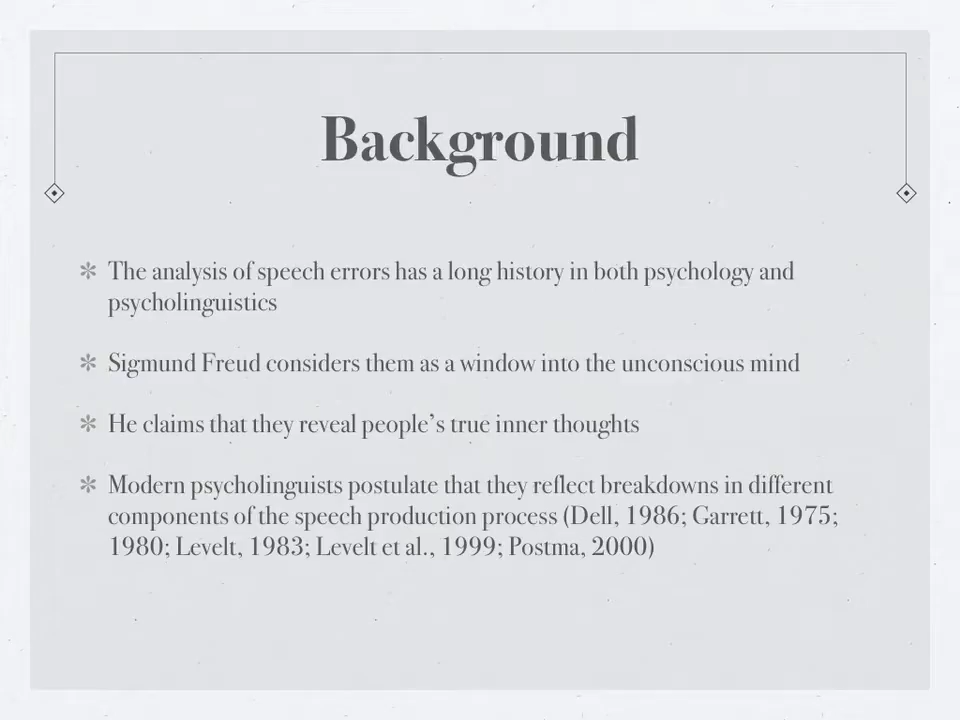 Background
✻ The analysis of speech errors has a long history in both psychology and
psycholinguistics
✻ Sigmund Freud considers them as a window into the unconscious mind
✻ He claims that they reveal people’s true inner thoughts
✻ Modern psycholinguists postulate that they reflect breakdowns in different
components of the speech production process (Dell, 1986; Garrett, 1975;
1980; Levelt, 1983; Levelt et al., 1999; Postma, 2000)